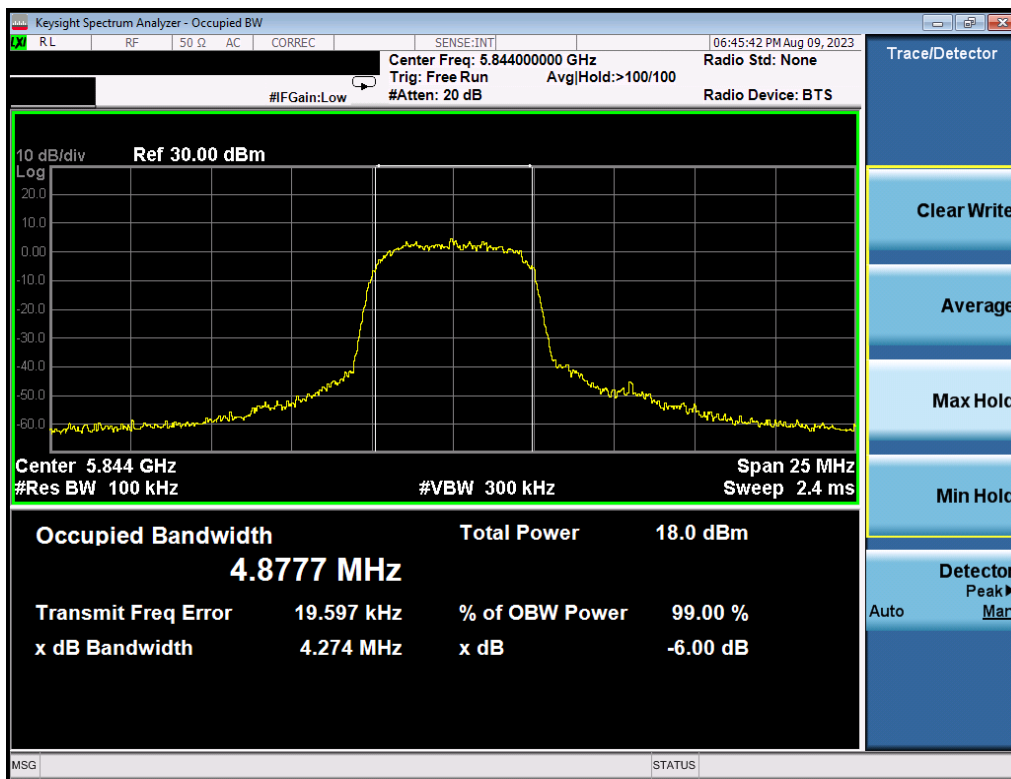 Keysight Spectrum Analyzer - Occupied BW
LXI RL RF 50 Ω AC CORREC SENSE:INT 06:45:42 PM Aug 09, 2023
Center Freq: 5.844000000 GHz Radio Std: None
Trig: Free Run Avg|Hold:>100/100
#IFGain:Low #Atten: 20 dB Radio Device: BTS
10 dB/div Ref 30.00 dBm
Log
20.0
10.0
0.00
-10.0
-20.0
-30.0
-40.0
-50.0
-60.0
Center 5.844 GHz Span 25 MHz
#Res BW 100 kHz #VBW 300 kHz Sweep 2.4 ms
Occupied Bandwidth Total Power 18.0 dBm
4.8777 MHz
Transmit Freq Error 19.597 kHz % of OBW Power 99.00 %
x dB Bandwidth 4.274 MHz x dB -6.00 dB
MSG STATUS
Trace/Detector
Clear Write
Average
Max Hold
Min Hold
Detector
Peak
Auto Man